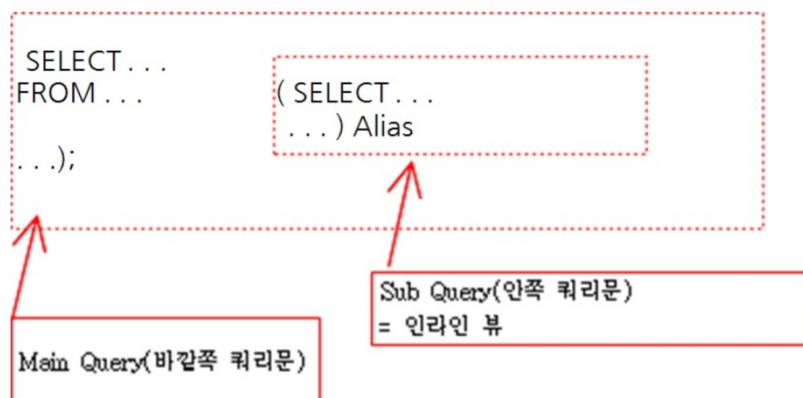 SELECT . . .
FROM . . . ( SELECT . . .
. . . ) Alias
. . .);
Sub Query(안쪽 쿼리문)
= 인라인 뷰
Main Query(바깥쪽 쿼리문)